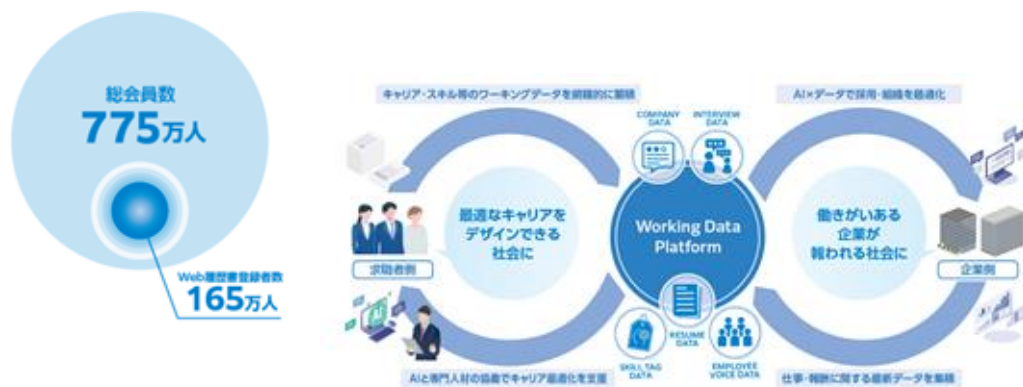 総会員数
775万人
Web履歴書登録者数
165万人
キャリア・スキル等のワーキングデータを網羅的に蓄積
最適なキャリアを
デザインできる
社会に
求職者側
AI
AIと専門人材の協働でキャリア最適化を支援
COMPANY
DATA
INTERVIEW
DATA
Working Data
Platform
SKILL TAG
DATA
RESUME
DATA
EMPLOYEE
VOICE DATA
AI×データで採用・組織を最適化
働きがいある
企業が
報われる社会に
企業側
仕事・報酬に関する最新データを集積